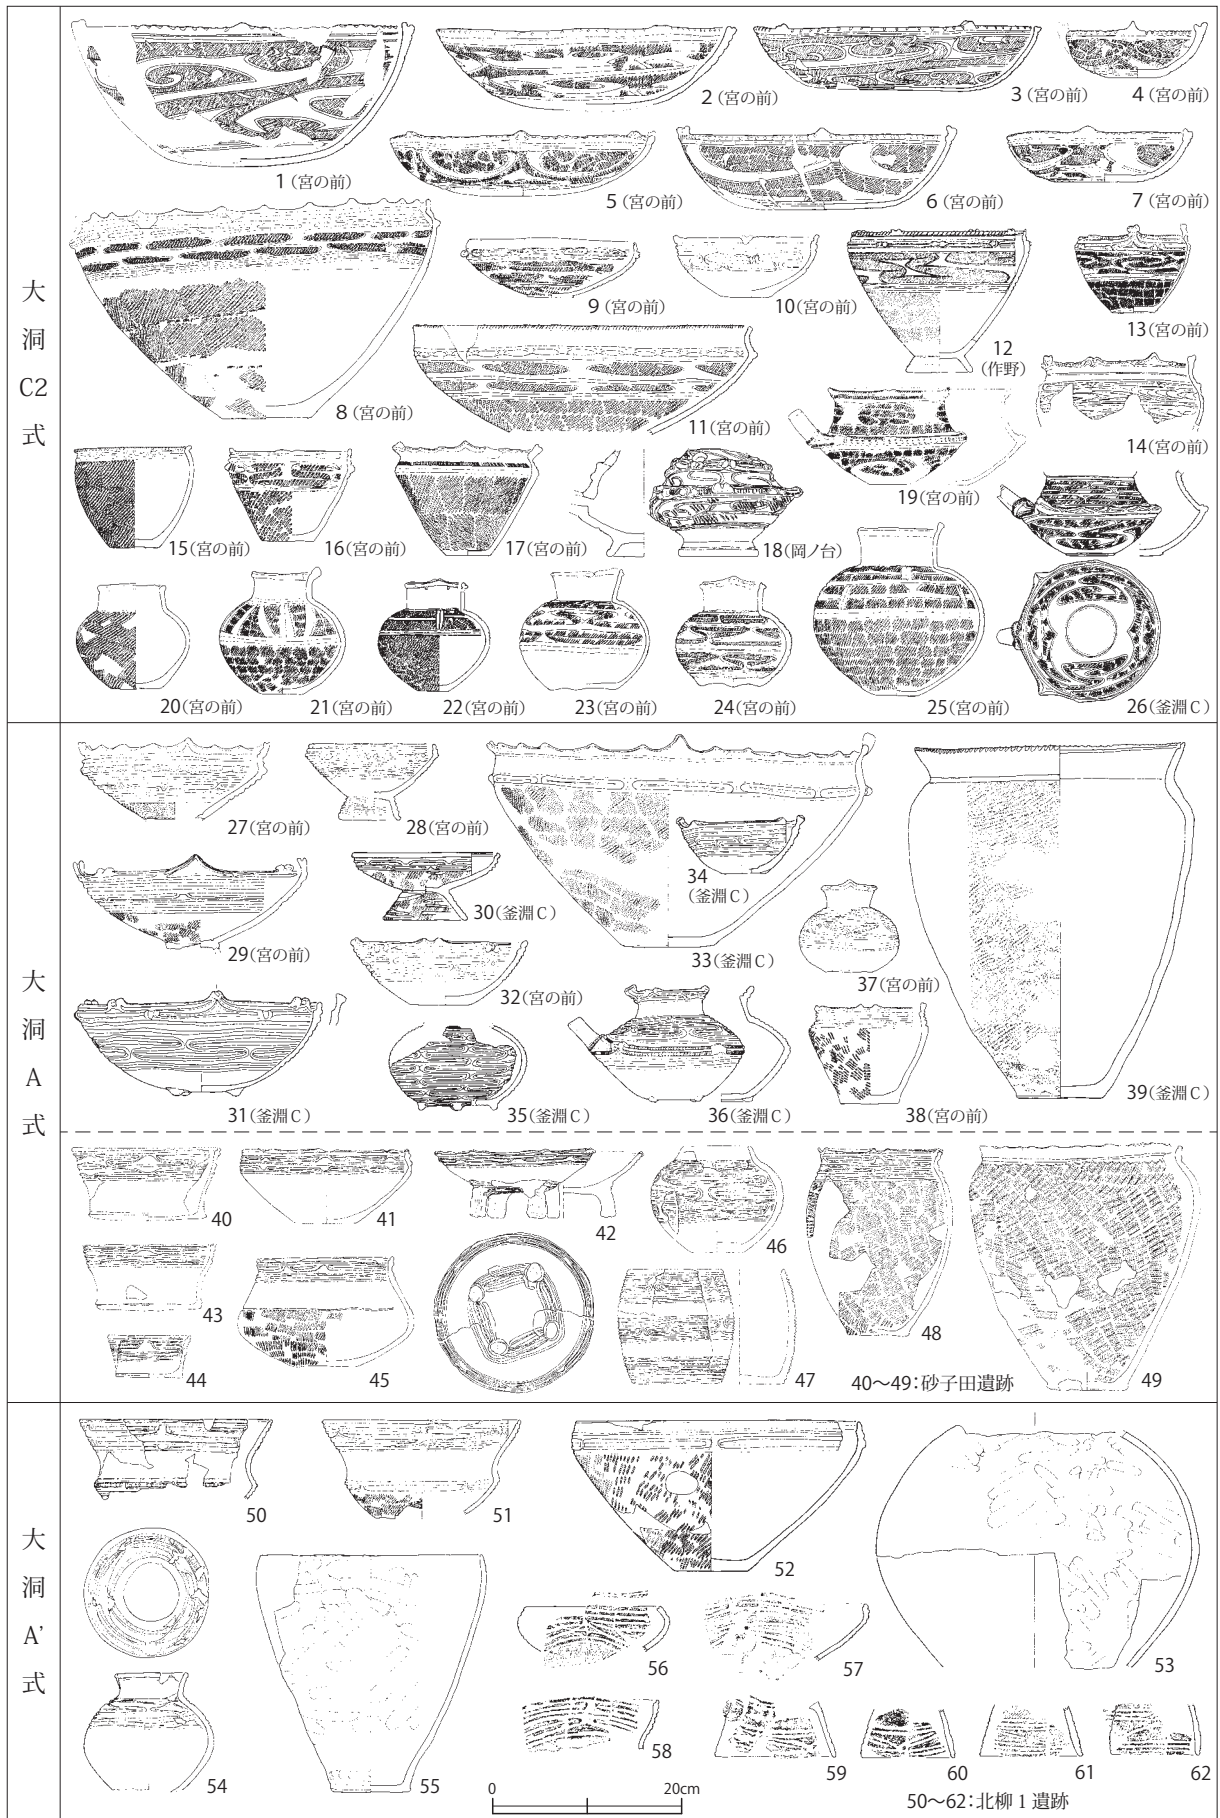 大洞C2式
1（宮の前）
2（宮の前）
3（宮の前）
4（宮の前）
5（宮の前）
6（宮の前）
7（宮の前）
8（宮の前）
9（宮の前）
10（宮の前）
11（宮の前）
12
（作野）
13（宮の前）
14（宮の前）
15（宮の前）
16（宮の前）
17（宮の前）
18（岡ノ台）
19（宮の前）
20（宮の前）
21（宮の前）
22（宮の前）
23（宮の前）
24（宮の前）
25（宮の前）
26（釜淵C）
大洞A式
27（宮の前）
28（宮の前）
29（宮の前）
30（釜淵C）
31（釜淵C）
32（宮の前）
33（釜淵C）
34
（釜淵C）
35（釜淵C）
36（釜淵C）
37（宮の前）
38（宮の前）
39（釜淵C）
40
41
42
43
44
45
46
47
48
49
40～49：砂子田遺跡
大洞A'式
50
51
52
53
54
55
56
57
58
59
60
61
62
0 20cm
50～62：北柳1遺跡